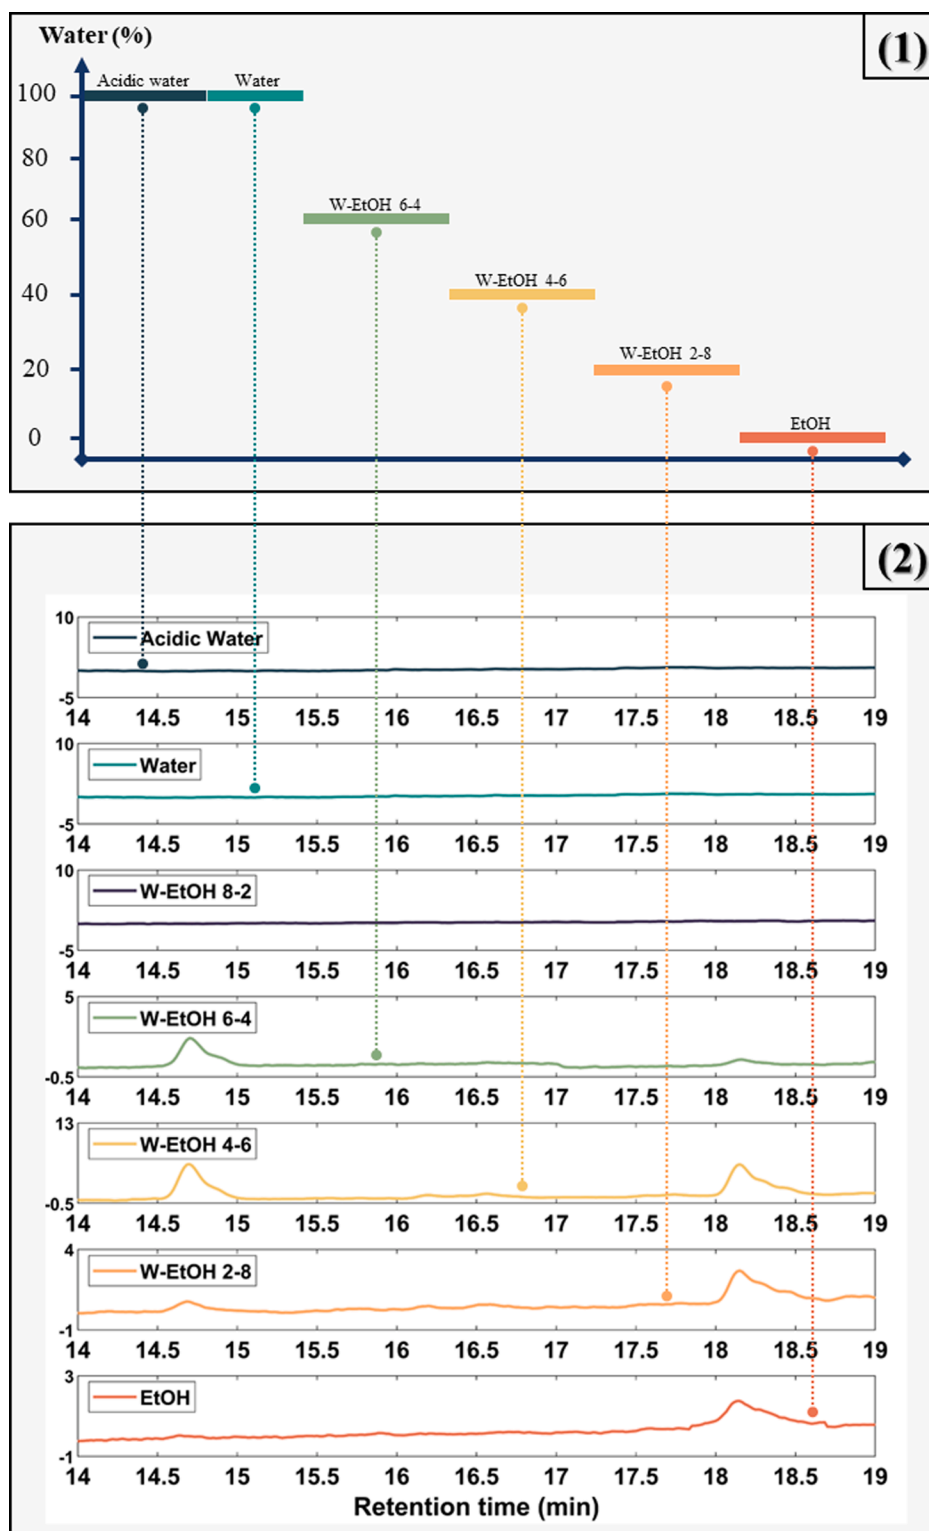 Water (%)
(1)
Acidic water
Water
100
80
W-EtOH 6-4
60
W-EtOH 4-6
40
W-EtOH 2-8
20
EtOH
0
(2)
10
Acidic Water
-5
14 14.5 15 15.5 16 16.5 17 17.5 18 18.5 19
10
Water
-5
14 14.5 15 15.5 16 16.5 17 17.5 18 18.5 19
10
W-EtOH 8-2
-5
14 14.5 15 15.5 16 16.5 17 17.5 18 18.5 19
5
W-EtOH 6-4
-0.5
14 14.5 15 15.5 16 16.5 17 17.5 18 18.5 19
13
W-EtOH 4-6
-0.5
14 14.5 15 15.5 16 16.5 17 17.5 18 18.5 19
4
W-EtOH 2-8
-1
14 14.5 15 15.5 16 16.5 17 17.5 18 18.5 19
3
EtOH
-1
14 14.5 15 15.5 16 16.5 17 17.5 18 18.5 19
Retention time (min)